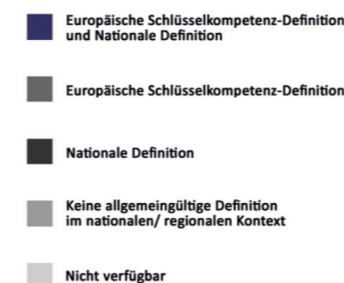 Europäische Schlüsselkompetenz-Definition
und Nationale Definition
Europäische Schlüsselkompetenz-Definition
Nationale Definition
Keine allgemeingültige Definition
im nationalen/ regionalen Kontext
Nicht verfügbar